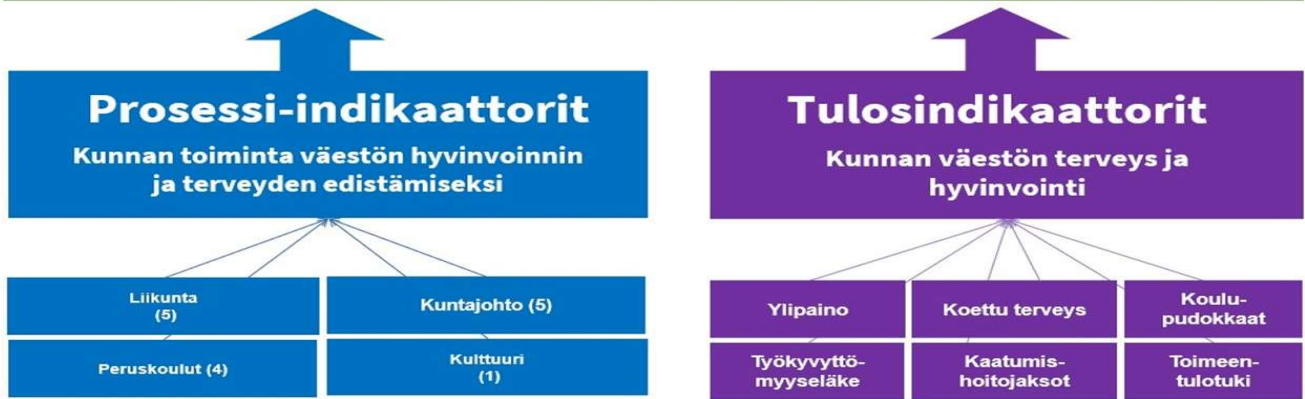 Prosessi-indikaattorit
Kunnan toiminta väestön hyvinvoinnin
ja terveyden edistämiseksi
Liikunta
(5)
Kuntajohto (5)
Peruskoulut (4)
Kulttuuri
(1)
Tulosindikaattorit
Kunnan väestön terveys ja
hyvinvointi
Ylipaino
Koettu terveys
Koulu-
pudokkaat
Työkyvyttö-
myyseläke
Kaatumis-
hoitojaksot
Toimeen-
tulotuki